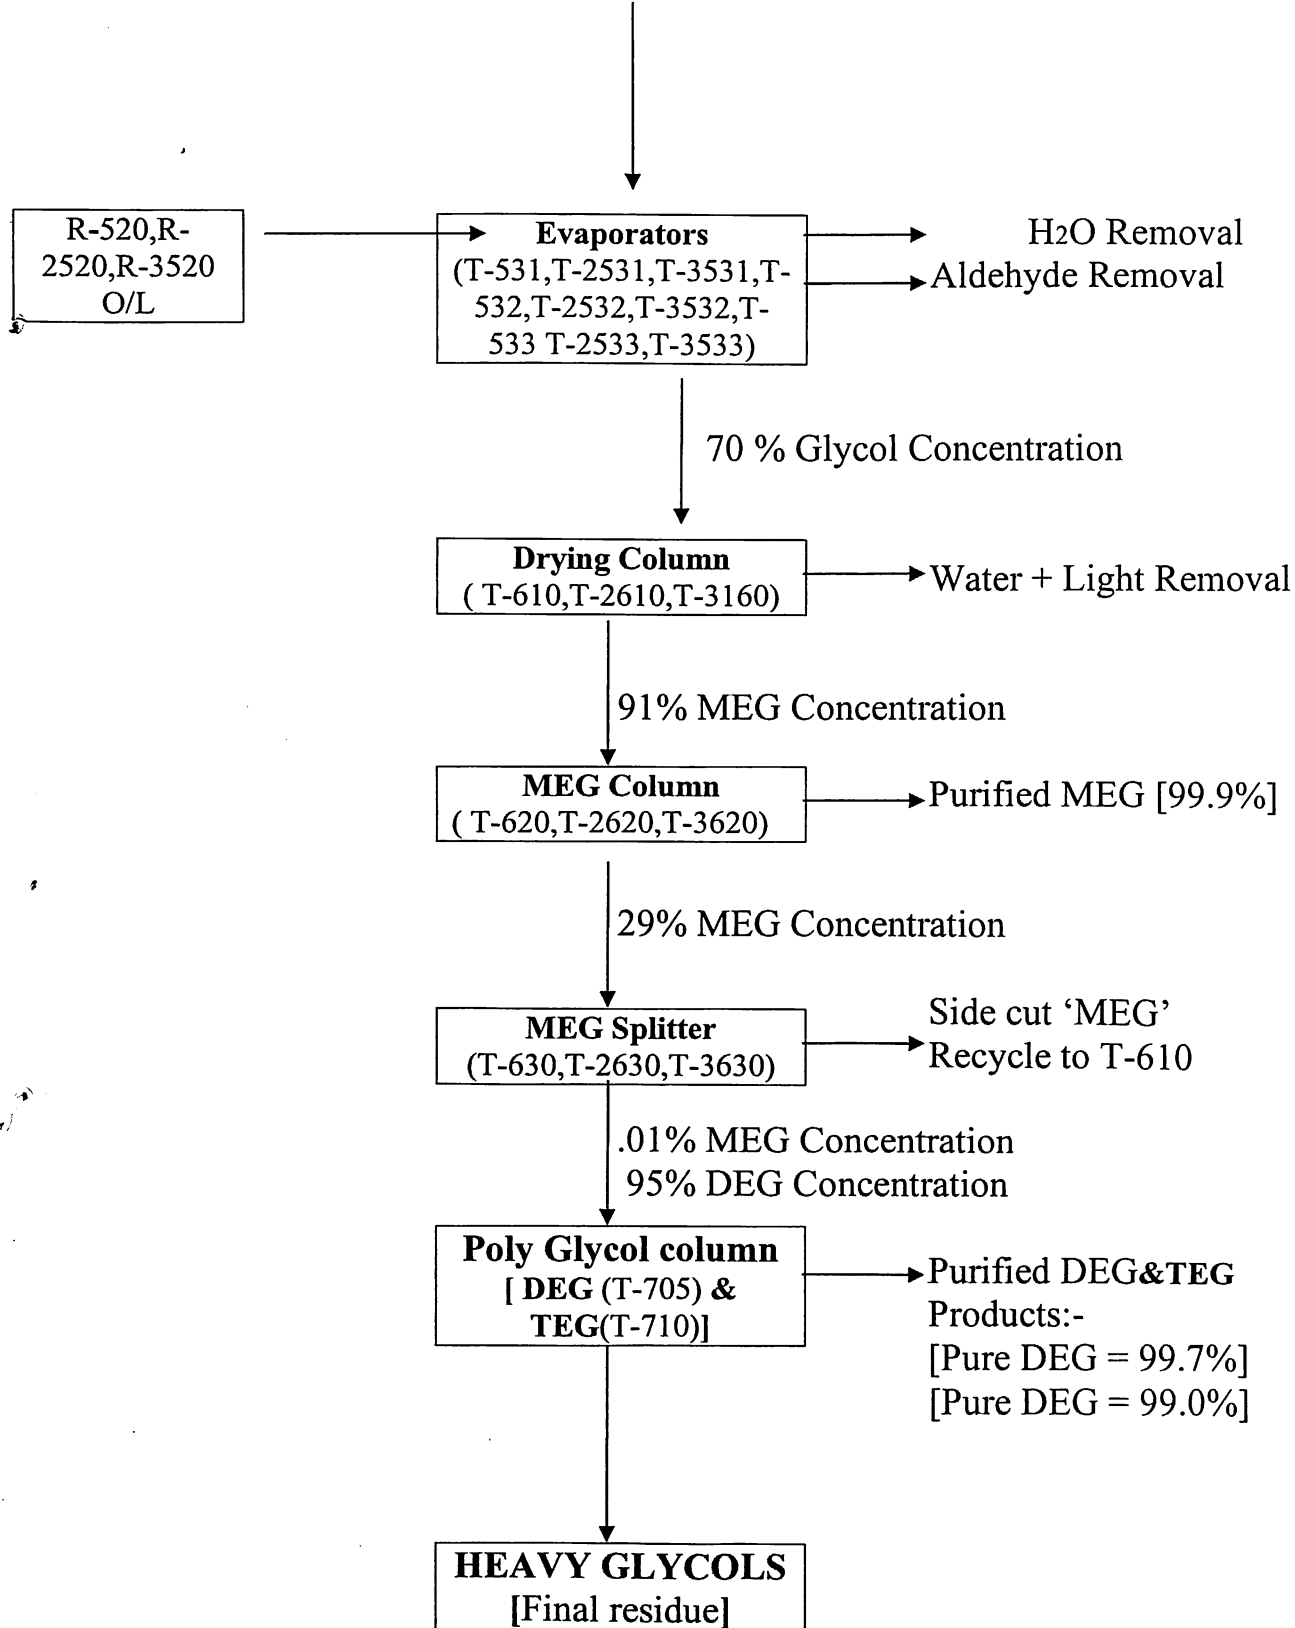 R-520,R-
2520,R-3520
O/L
Evaporators
(T-531,T-2531,T-3531,T-
532,T-2532,T-3532,T-
533 T-2533,T-3533)
H2O Removal
Aldehyde Removal
70 % Glycol Concentration
Drying Column
( T-610,T-2610,T-3160)
Water + Light Removal
91% MEG Concentration
MEG Column
( T-620,T-2620,T-3620)
Purified MEG [99.9%]
29% MEG Concentration
MEG Splitter
(T-630,T-2630,T-3630)
Side cut ‘MEG’
Recycle to T-610
.01% MEG Concentration
95% DEG Concentration
Poly Glycol column
[ DEG (T-705) &
TEG(T-710)]
Purified DEG&TEG
Products:-
[Pure DEG = 99.7%]
[Pure DEG = 99.0%]
HEAVY GLYCOLS
[Final residue]